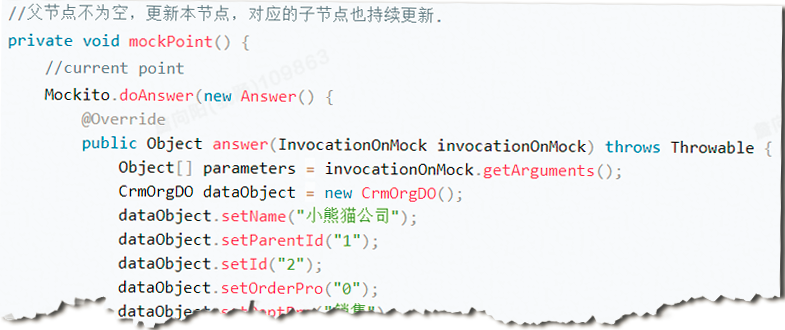 //父节点不为空，更新本节点，对应的子节点也持续更新.
private void mockPoint() {
//current point
Mockito.doAnswer(new Answer() {
@Override
public Object answer(InvocationOnMock invocationOnMock) throws Throwable {
Object[] parameters = invocationOnMock.getArguments();
CrmOrgDO dataObject = new CrmOrgDO();
dataObject.setName("小熊猫公司");
dataObject.setParentId("1");
dataObject.setId("2");
dataObject.setOrderPro("0");
"销售"